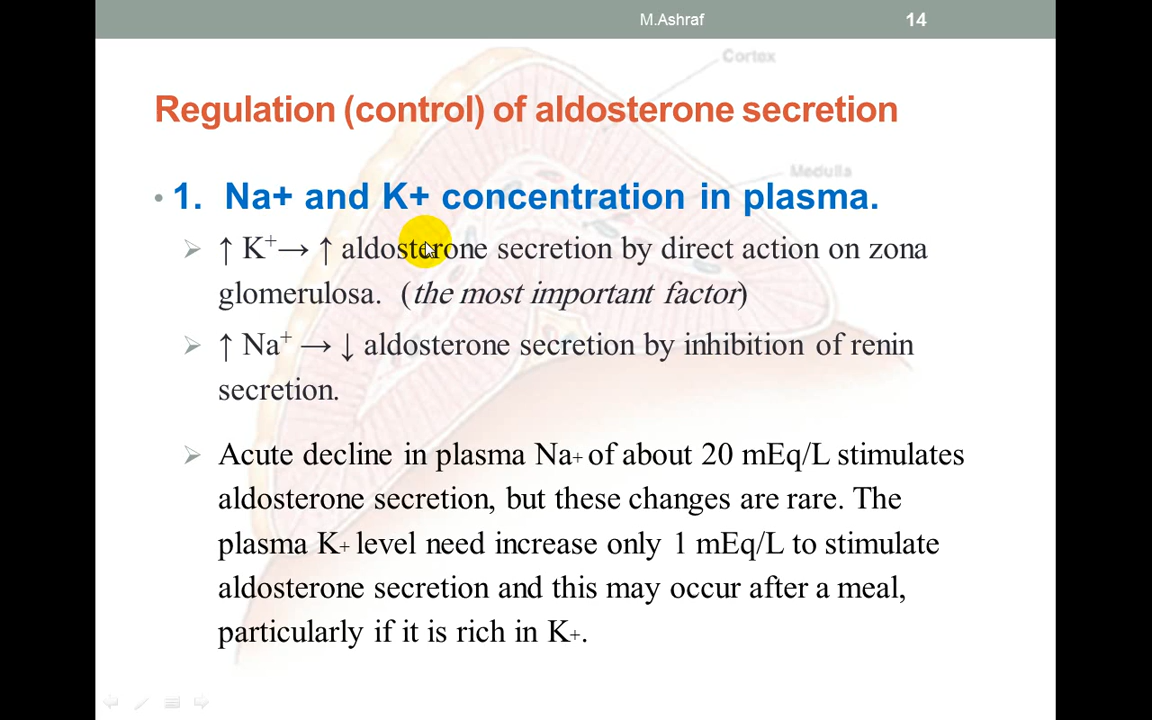 M.Ashraf 14
Cortex
Regulation (control) of aldosterone secretion
Medulla
• 1. Na+ and K+ concentration in plasma.
➢ ↑ K⁺→ ↑ aldosterone secretion by direct action on zona
glomerulosa. (the most important factor)
➢ ↑ Na⁺ → ↓ aldosterone secretion by inhibition of renin
secretion.
➢ Acute decline in plasma Na+ of about 20 mEq/L stimulates
aldosterone secretion, but these changes are rare. The
plasma K+ level need increase only 1 mEq/L to stimulate
aldosterone secretion and this may occur after a meal,
particularly if it is rich in K+.